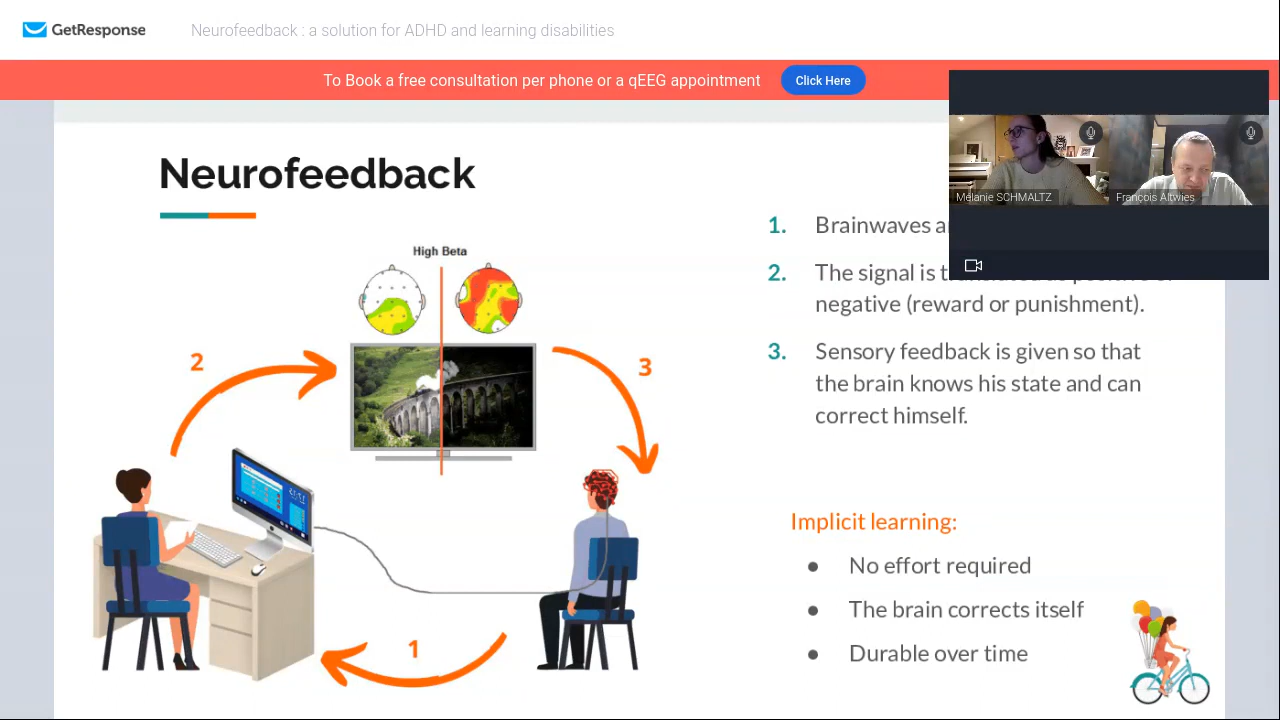 GetResponse
Neurofeedback : a solution for ADHD and learning disabilities
To Book a free consultation per phone or a qEEG appointment
Click Here
Mélanie SCHMALTZ
François Altwies
Neurofeedback
High Beta
2
3
1
1. Brainwaves
2. The signal is
negative (reward or punishment).
3. Sensory feedback is given so that
the brain knows his state and can
correct himself.
Implicit learning:
● No effort required
● The brain corrects itself
● Durable over time